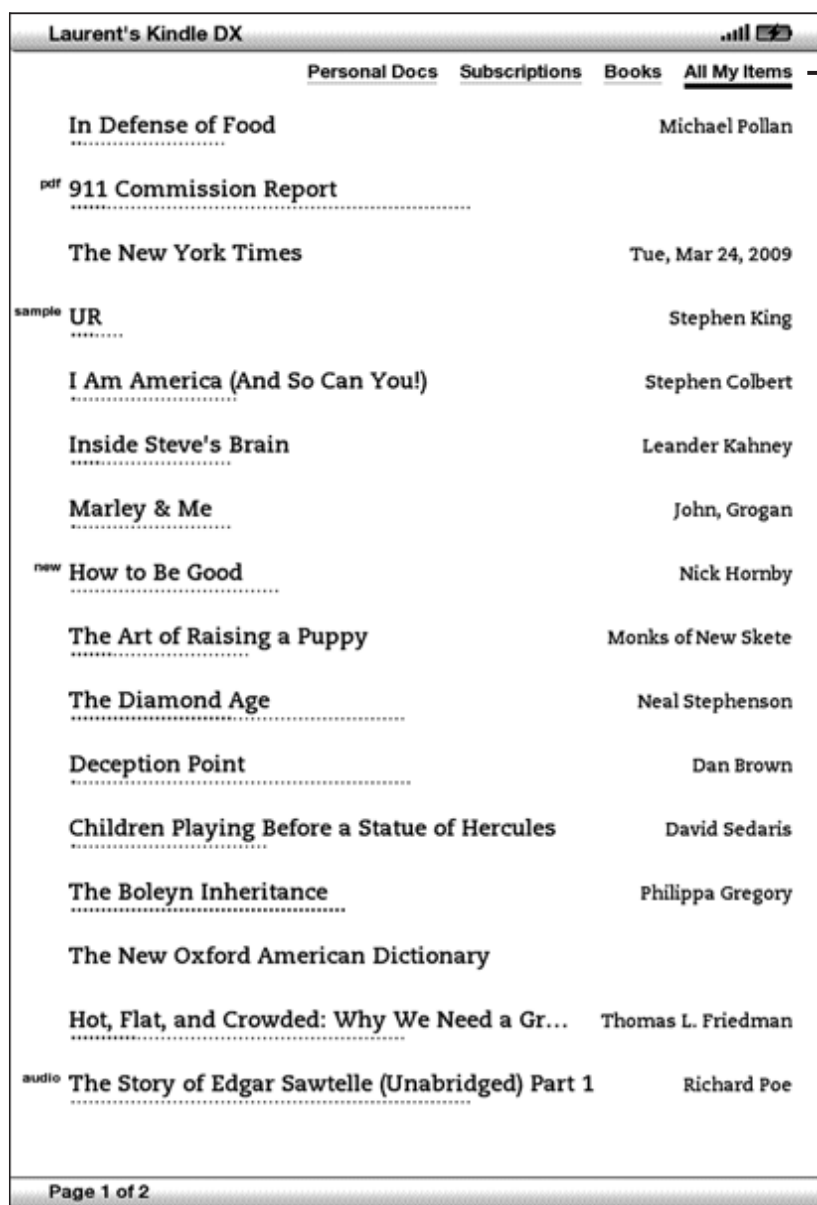 Laurent's Kindle DX
Personal Docs Subscriptions Books All My Items
In Defense of Food Michael Pollan
pdf 911 Commission Report
The New York Times Tue, Mar 24, 2009
sample UR Stephen King
I Am America (And So Can You!) Stephen Colbert
Inside Steve's Brain Leander Kahney
Marley & Me John, Grogan
new How to Be Good Nick Hornby
The Art of Raising a Puppy Monks of New Skete
The Diamond Age Neal Stephenson
Deception Point Dan Brown
Children Playing Before a Statue of Hercules David Sedaris
The Boleyn Inheritance Philippa Gregory
The New Oxford American Dictionary
Hot, Flat, and Crowded: Why We Need a Gr... Thomas L. Friedman
audio The Story of Edgar Sawtelle (Unabridged) Part 1 Richard Poe
Page 1 of 2